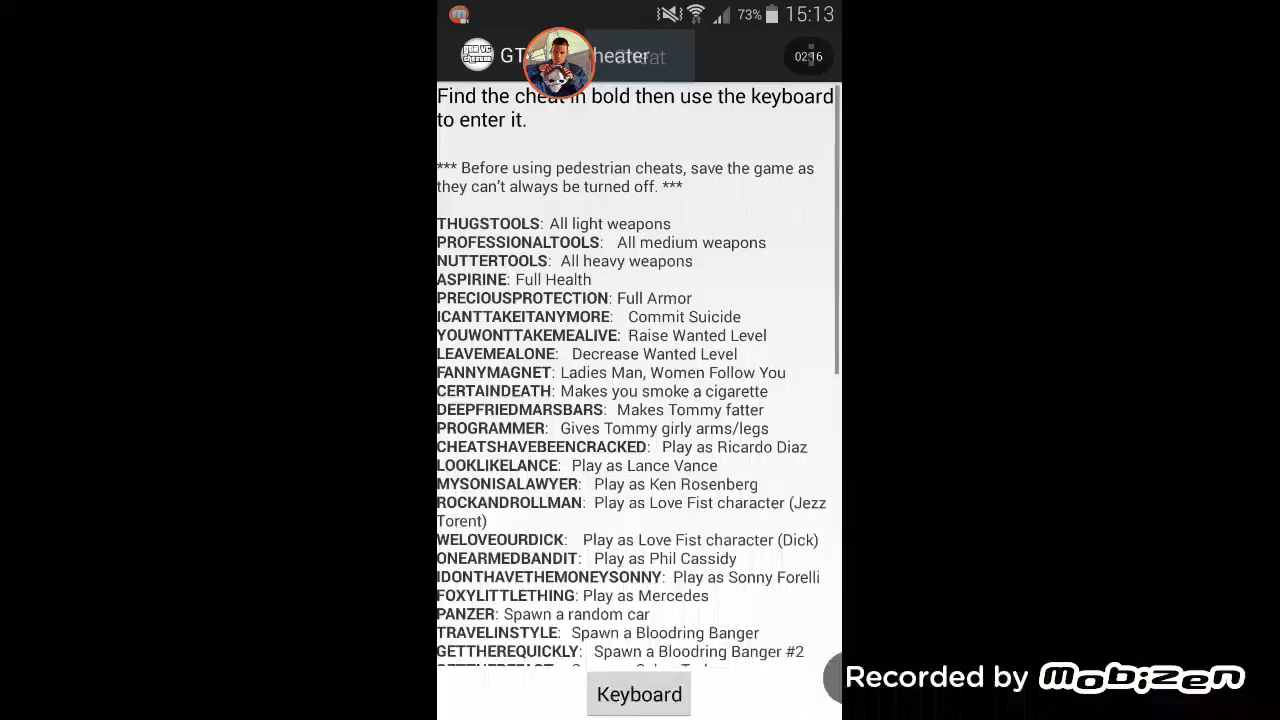 73% 15:13
GT heater
02:16
Find the cheat in bold then use the keyboard
to enter it.
*** Before using pedestrian cheats, save the game as
they can't always be turned off. ***
THUGSTOOLS: All light weapons
PROFESSIONALTOOLS: All medium weapons
NUTTERTOOLS: All heavy weapons
ASPIRINE: Full Health
PRECIOUSPROTECTION: Full Armor
ICANTTAKEITANYMORE: Commit Suicide
YOUWONTTAKEMEALIVE: Raise Wanted Level
LEAVEMEALONE: Decrease Wanted Level
FANNYMAGNET: Ladies Man, Women Follow You
CERTAINDEATH: Makes you smoke a cigarette
DEEPFRIEDMARSBARS: Makes Tommy fatter
PROGRAMMER: Gives Tommy girly arms/legs
CHEATSHAVEBEENCRACKED: Play as Ricardo Diaz
LOOKLIKELANCE: Play as Lance Vance
MYSONISALAWYER: Play as Ken Rosenberg
ROCKANDROLLMAN: Play as Love Fist character (Jezz
Torent)
WELOVEOURDICK: Play as Love Fist character (Dick)
ONEARMEDBANDIT: Play as Phil Cassidy
IDONTHAVETHEMONEYSONNY: Play as Sonny Forelli
FOXYLITTLETHING: Play as Mercedes
PANZER: Spawn a random car
TRAVELINSTYLE: Spawn a Bloodring Banger
GETTHEREQUICKLY: Spawn a Bloodring Banger #2
Keyboard
Recorded by mobizen